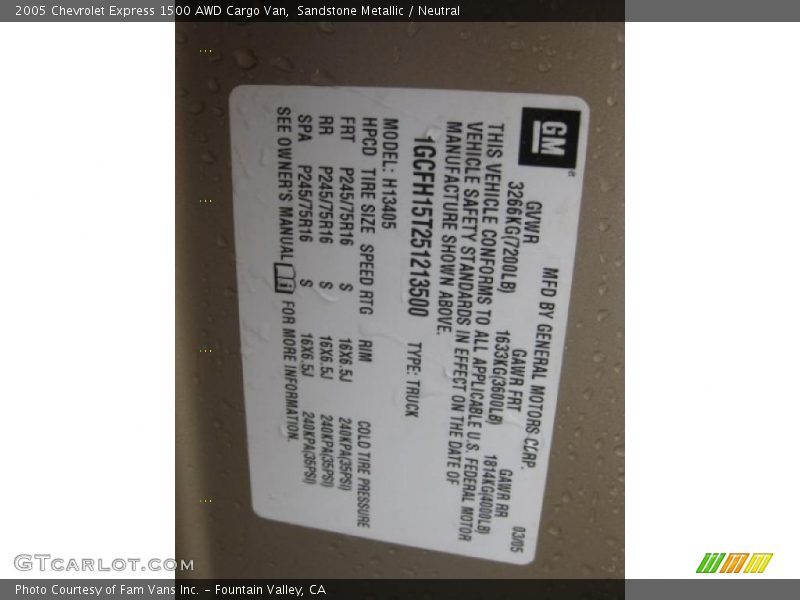 2005 Chevrolet Express 1500 AWD Cargo Van,  Sandstone Metallic / Neutral
GM
MFD BY GENERAL MOTORS CORP.
03/05
GVWR GAWR FRT GAWR RR
3266KG(7200LB) 1633KG(3600LB) 1814KG(4000LB)
THIS VEHICLE CONFORMS TO ALL APPLICABLE U.S. FEDERAL MOTOR
VEHICLE SAFETY STANDARDS IN EFFECT ON THE DATE OF
MANUFACTURE SHOWN ABOVE.
1GCFH15T251213500 TYPE: TRUCK
MODEL: H13405
HPCD TIRE SIZE SPEED RTG RIM COLD TIRE PRESSURE
FRT P245/75R16 S 16X6.5J 240KPA(35PSI)
RR P245/75R16 S 16X6.5J 240KPA(35PSI)
SPA P245/75R16 S 16X6.5J 240KPA(35PSI)
SEE OWNER'S MANUAL FOR MORE INFORMATION.
GTCarlot.com
Photo Courtesy of Fam Vans Inc. - Fountain Valley, CA